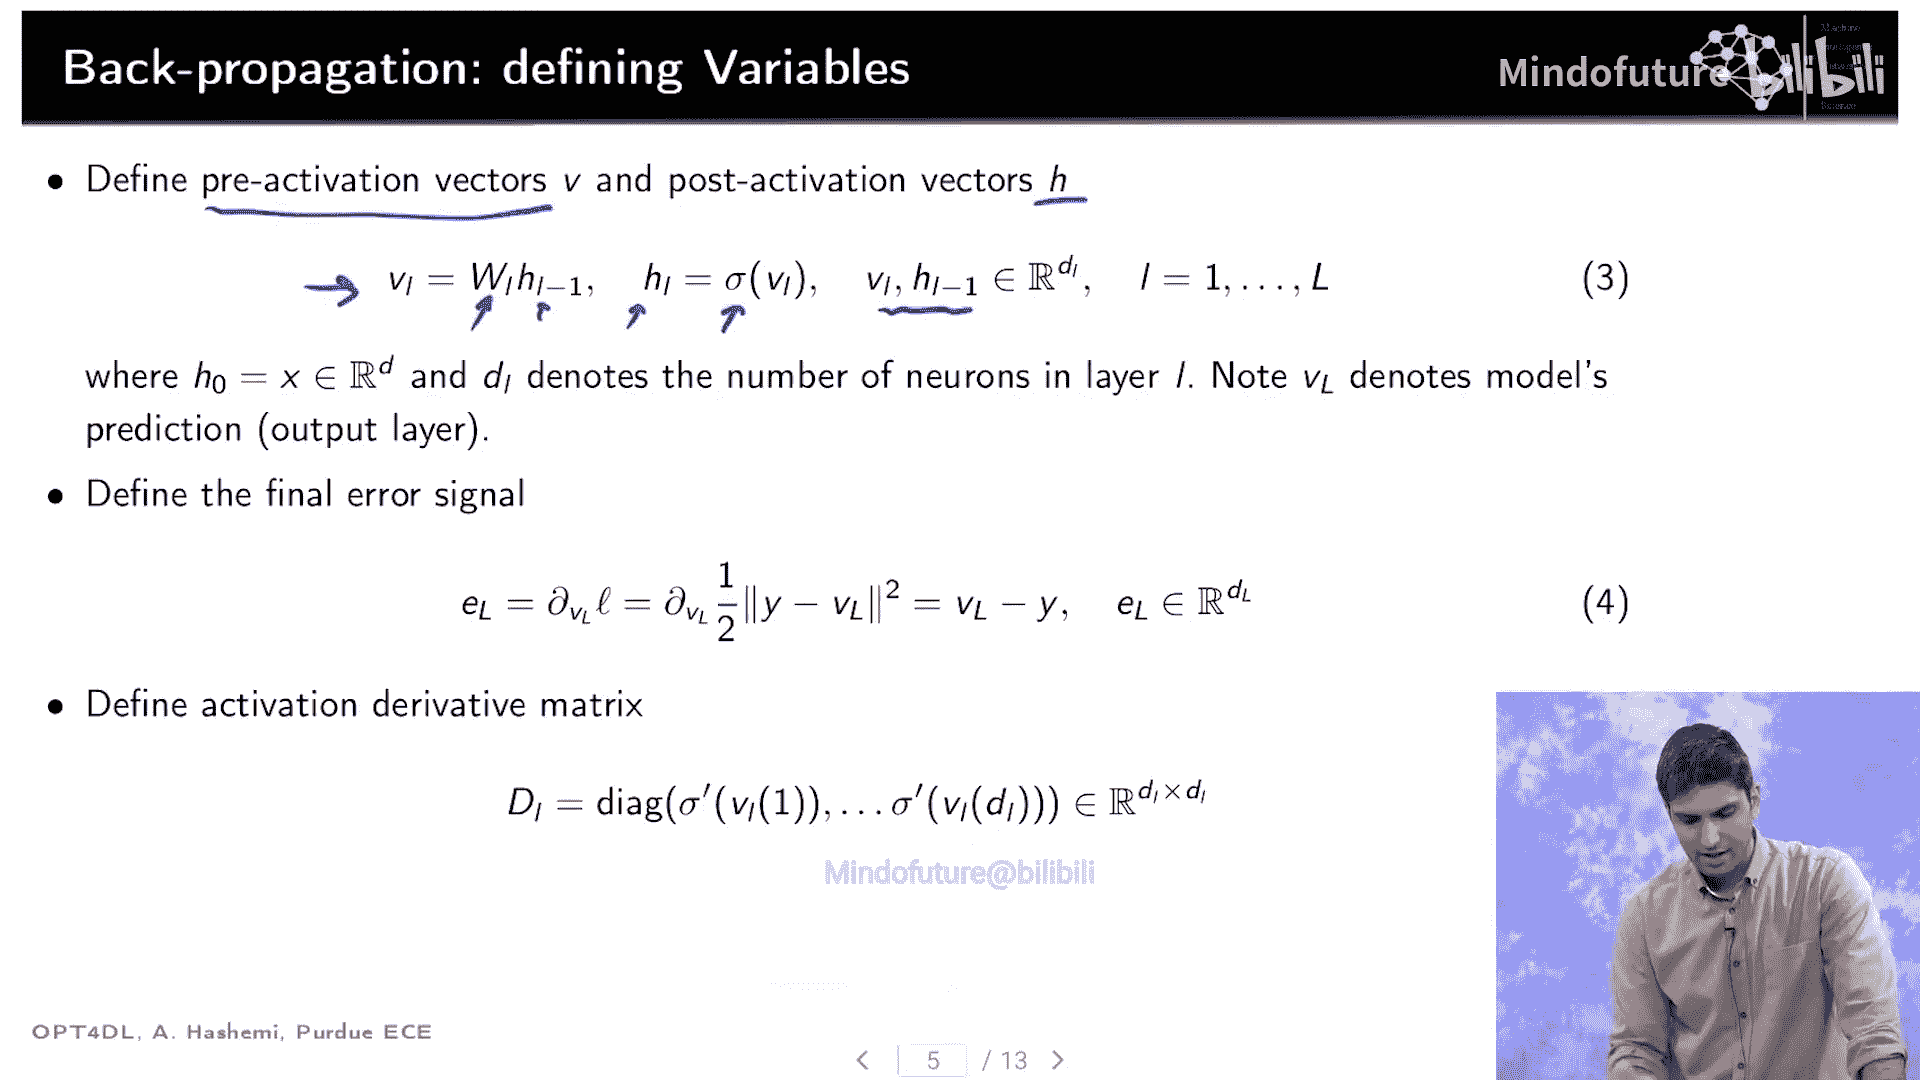 Back-propagation: defining Variables
Mindofuture bilibili
• Define pre-activation vectors v and post-activation vectors h
v_l = W_l h_{l−1},   h_l = σ(v_l),   v_l, h_{l−1} ∈ ℝ^{d_l},   l = 1, . . . , L   (3)
where h_0 = x ∈ ℝ^d and d_l denotes the number of neurons in layer l. Note v_L denotes model's
prediction (output layer).
• Define the final error signal
e_L = ∂_{v_L} ℓ = ∂_{v_L} \frac{1}{2} ‖y − v_L‖^2 = v_L − y,   e_L ∈ ℝ^{d_L}   (4)
• Define activation derivative matrix
D_l = diag(σ′(v_l(1)), . . . σ′(v_l(d_l))) ∈ ℝ^{d_l × d_l}
Mindofuture@bilibili
OPT4DL, A. Hashemi, Purdue ECE
5 / 13